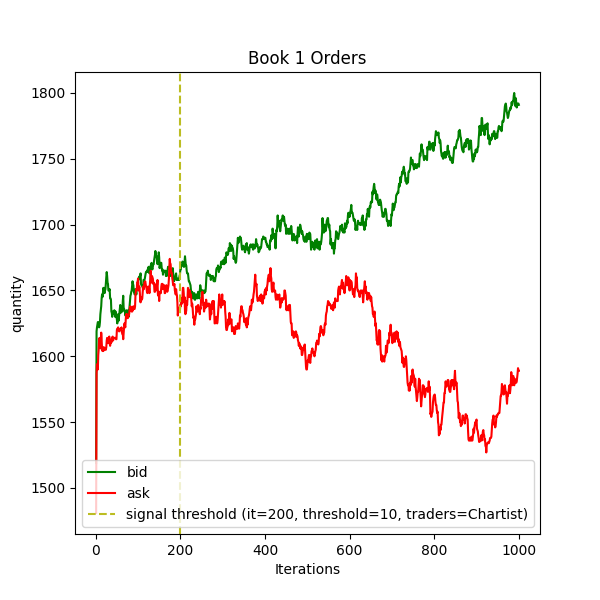 Book 1 Orders
1800
1750
1700
1650
1600
1550
1500
quantity
bid
ask
signal threshold (it=200, threshold=10, traders=Chartist)
0 200 400 600 800 1000
Iterations